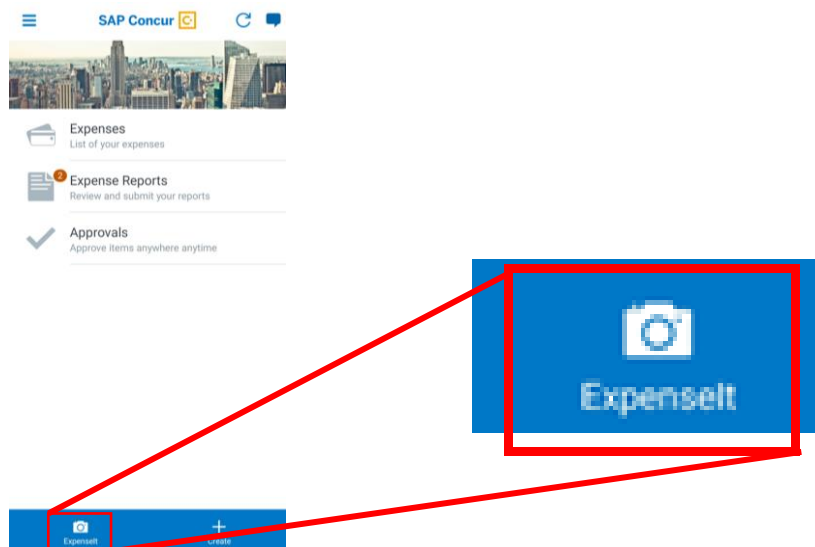 SAP Concur C
Expenses
List of your expenses
2
Expense Reports
Review and submit your reports
Approvals
Approve items anywhere anytime
ExpenseIt
ExpenseIt
Create